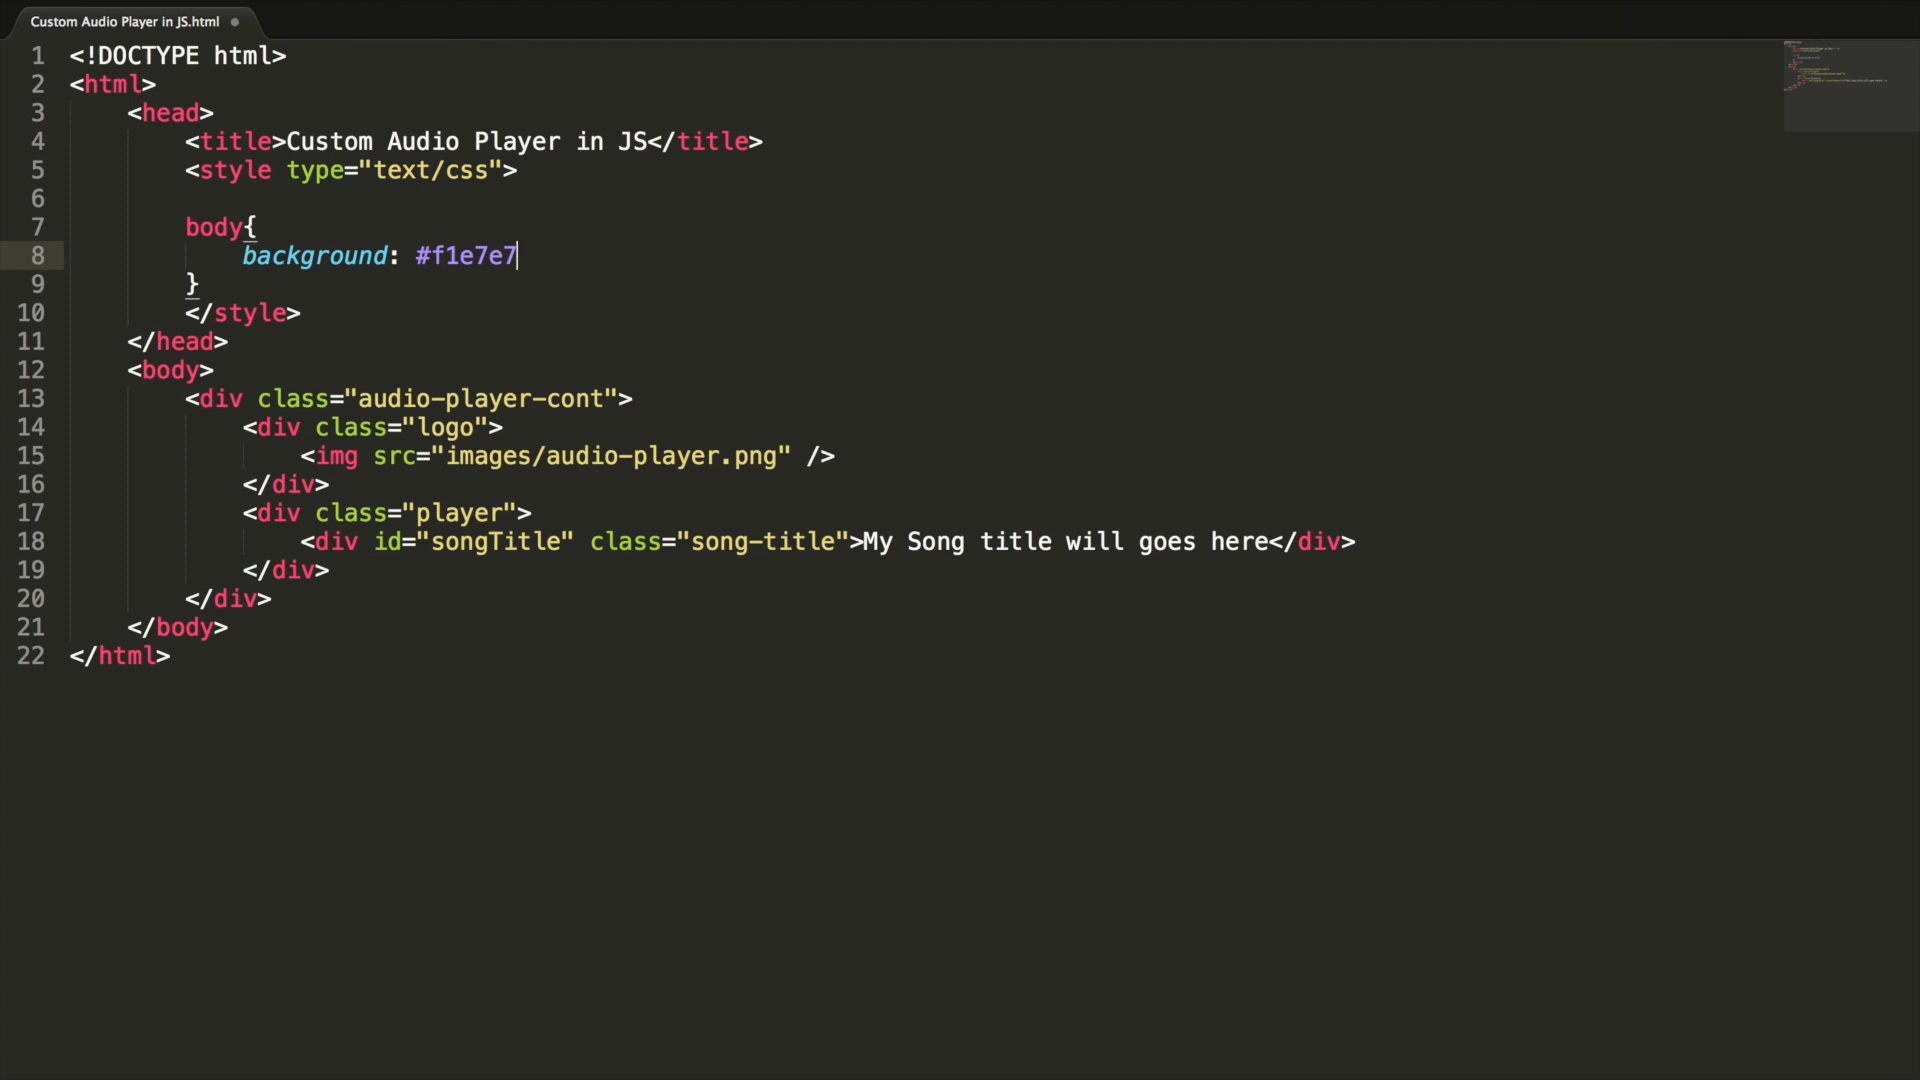 Custom Audio Player in JS.html
1 <!DOCTYPE html>
2 <html>
3 <head>
4 <title>Custom Audio Player in JS</title>
5 <style type="text/css">
6
7 body{
8 background: #f1e7e7
9 }
10 </style>
11 </head>
12 <body>
13 <div class="audio-player-cont">
14 <div class="logo">
15 <img src="images/audio-player.png" />
16 </div>
17 <div class="player">
18 <div id="songTitle" class="song-title">My Song title will goes here</div>
19 </div>
20 </div>
21 </body>
22 </html>